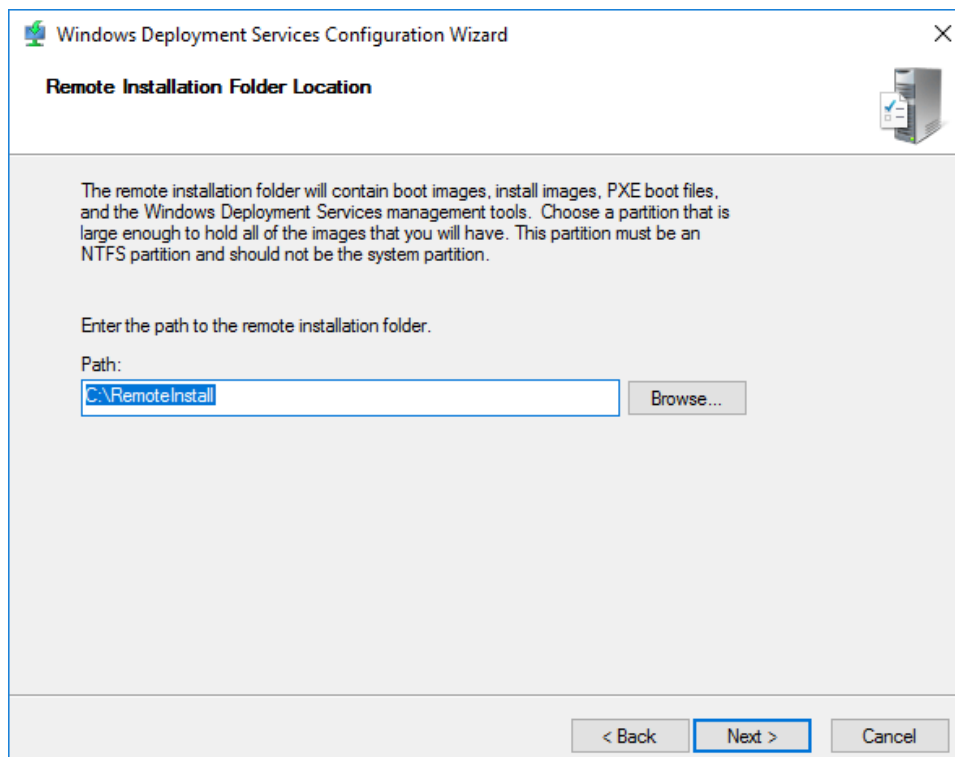 Windows Deployment Services Configuration Wizard
Remote Installation Folder Location
The remote installation folder will contain boot images, install images, PXE boot files,
and the Windows Deployment Services management tools. Choose a partition that is
large enough to hold all of the images that you will have. This partition must be an
NTFS partition and should not be the system partition.
Enter the path to the remote installation folder.
Path:
C:\RemoteInstall
Browse...
< Back
Next >
Cancel